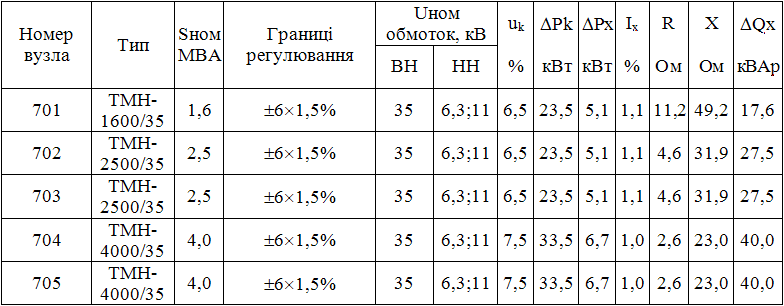 Номер вузла Тип Sном МВА Границі регулювання Uном обмоток, кВ uk % ΔPk кВт ΔPx кВт Ix % R Ом X Ом ΔQx кВАр
ВН НН
701 ТМН-1600/35 1,6 ±6×1,5% 35 6,3;11 6,5 23,5 5,1 1,1 11,2 49,2 17,6
702 ТМН-2500/35 2,5 ±6×1,5% 35 6,3;11 6,5 23,5 5,1 1,1 4,6 31,9 27,5
703 ТМН-2500/35 2,5 ±6×1,5% 35 6,3;11 6,5 23,5 5,1 1,1 4,6 31,9 27,5
704 ТМН-4000/35 4,0 ±6×1,5% 35 6,3;11 7,5 33,5 6,7 1,0 2,6 23,0 40,0
705 ТМН-4000/35 4,0 ±6×1,5% 35 6,3;11 7,5 33,5 6,7 1,0 2,6 23,0 40,0